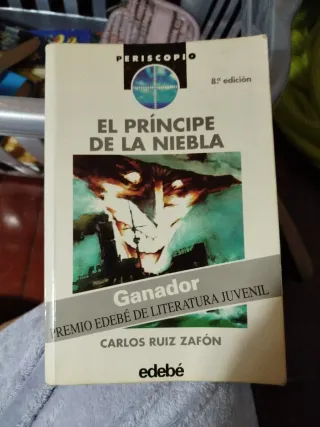 PERISCOPIO
8.ª edición
EL PRÍNCIPE
DE LA NIEBLA
Ganador
PREMIO EDEBÉ DE LITERATURA JUVENIL
CARLOS RUIZ ZAFÓN
edebé